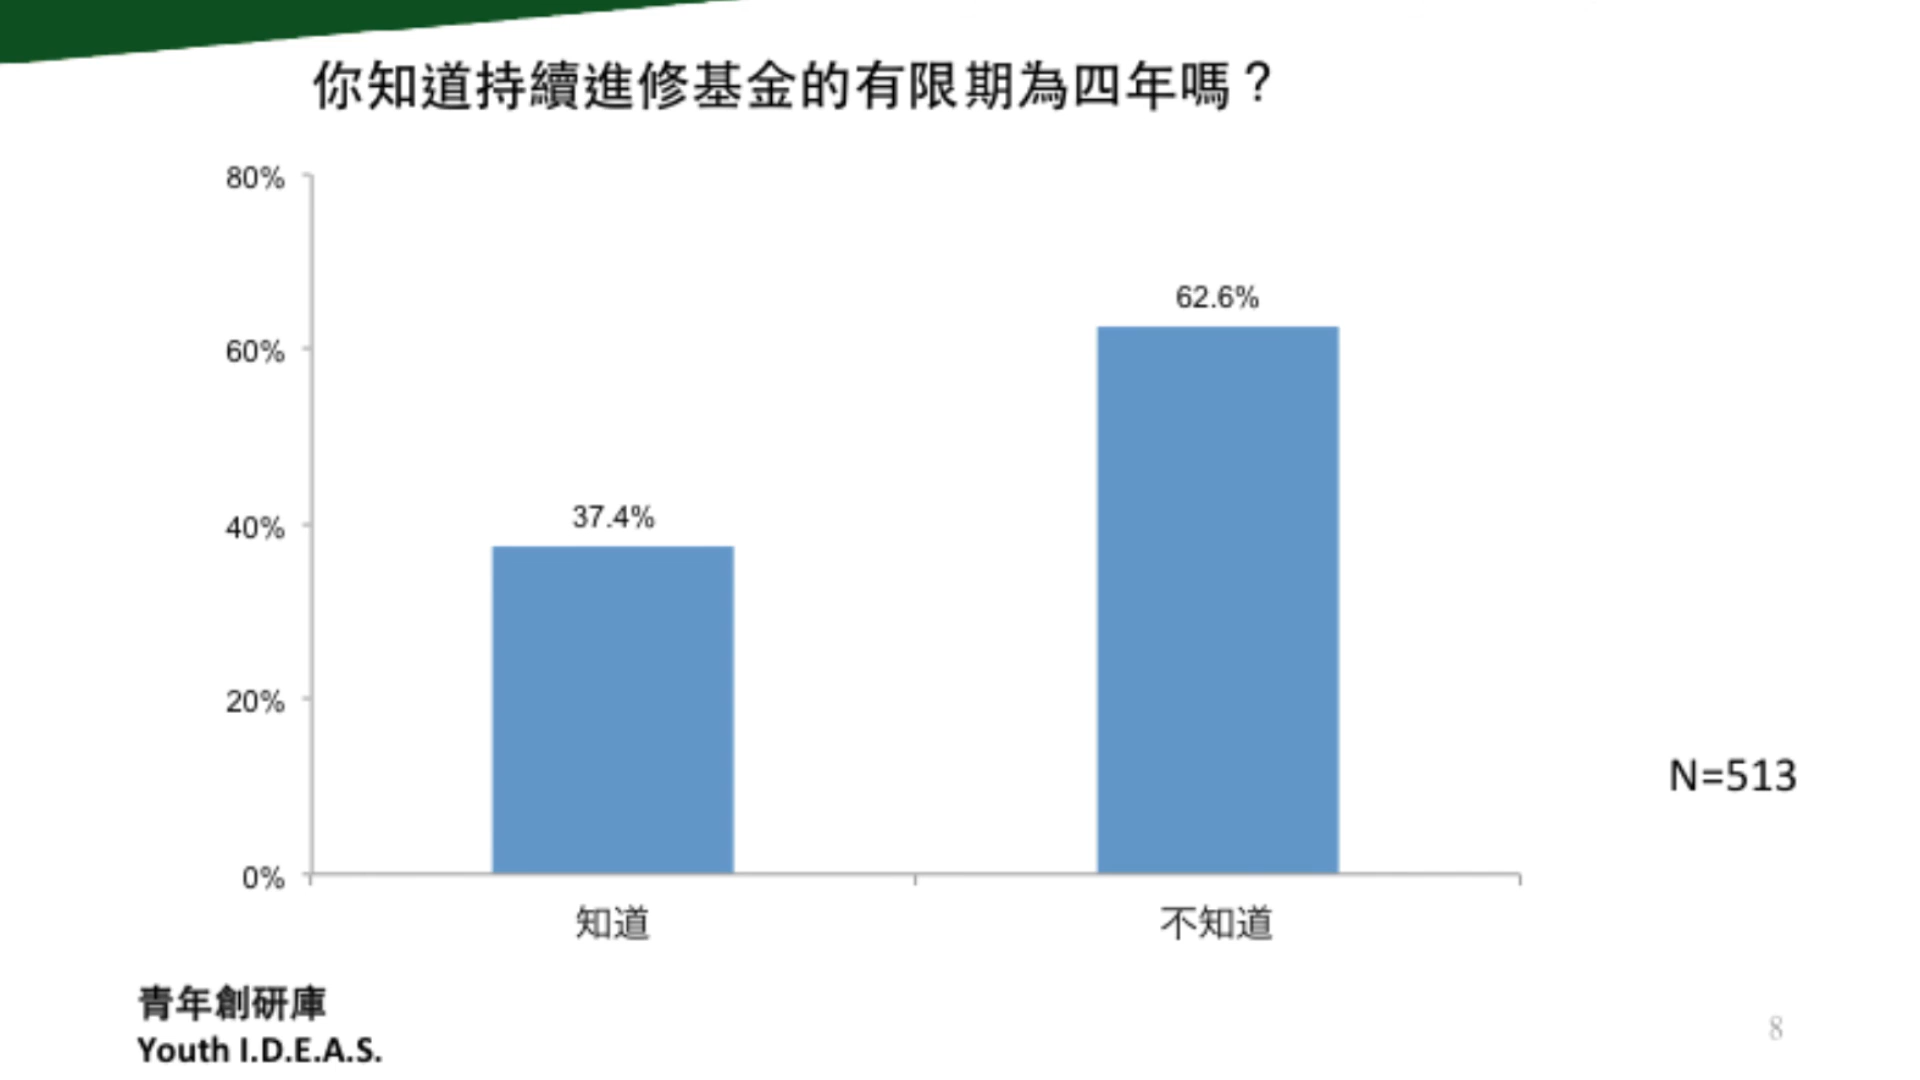 你知道持續進修基金的有限期為四年嗎？
80%
60%
40%
20%
0%
37.4%
62.6%
知道
不知道
N=513
青年創研庫
Youth I.D.E.A.S.
8